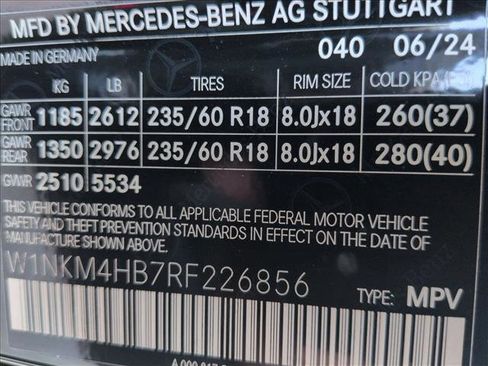 MFD BY MERCEDES-BENZ AG STUTTGART
MADE IN GERMANY 040 06/24
KG LB TIRES RIM SIZE COLD KPA/
GAWR FRONT 1185 2612 235/60 R18 8.0Jx18 260(37)
GAWR REAR 1350 2976 235/60 R18 8.0Jx18 280(40)
GVWR 2510 5534
THIS VEHICLE CONFORMS TO ALL APPLICABLE FEDERAL MOTOR VEHICLE
SAFETY AND THEFT PREVENTION STANDARDS IN EFFECT ON THE DATE
OF MANUFACTURE SHOWN ABOVE.
W1NKM4HB7RF226856
TYPE: MPV